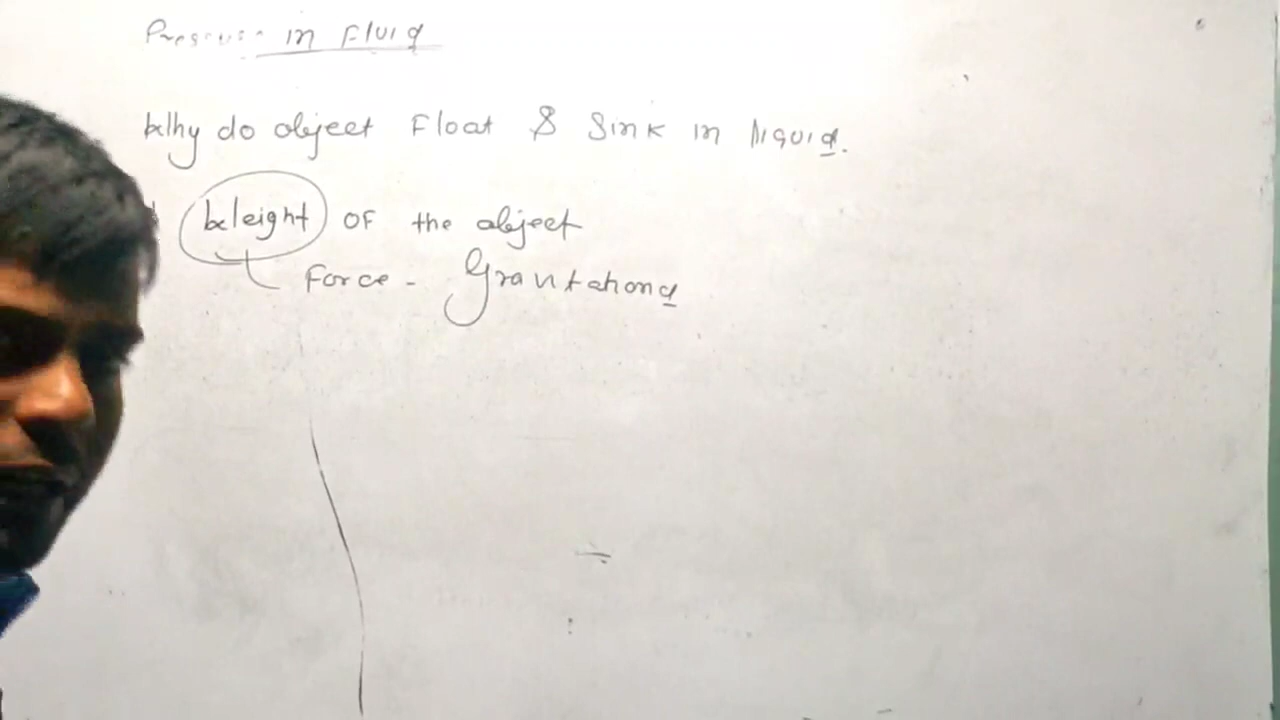 Pressure in Fluid
Why do object Float & Sink in liquid.
Weight OF the object
Force - Gravitational